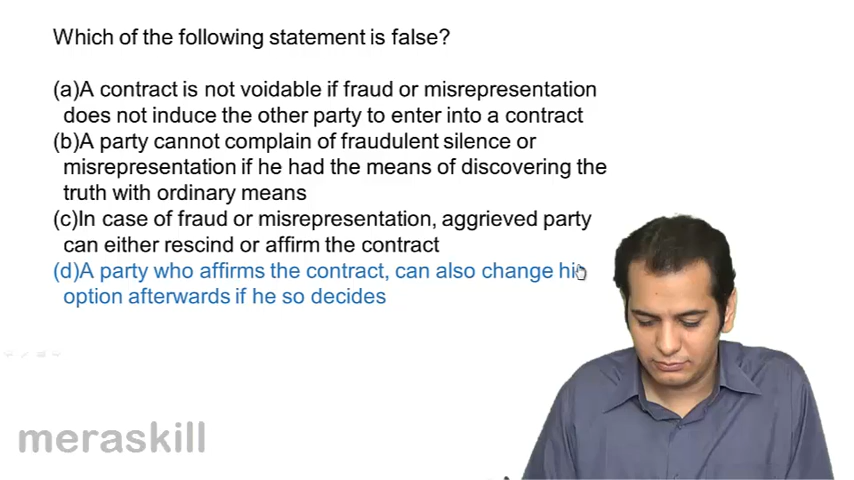 Which of the following statement is false?
(a)A contract is not voidable if fraud or misrepresentation
does not induce the other party to enter into a contract
(b)A party cannot complain of fraudulent silence or
misrepresentation if he had the means of discovering the
truth with ordinary means
(c)In case of fraud or misrepresentation, aggrieved party
can either rescind or affirm the contract
(d)A party who affirms the contract, can also change
option afterwards if he so decides
meraskill